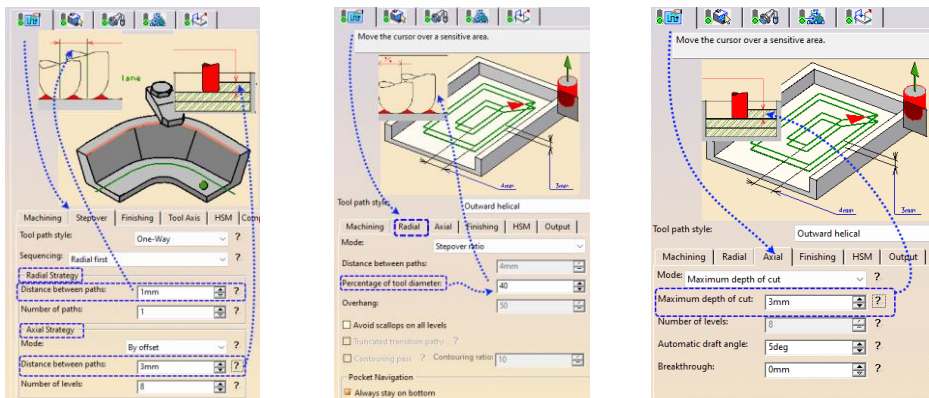 lane
Machining Stepover Finishing Tool Axis HSM
Tool path style: One-Way ?
Sequencing: Radial first ?
Radial Strategy
Distance between paths: 1mm ?
Number of paths: 1 ?
Axial Strategy
Mode: By offset ?
Distance between paths: 3mm ?
Number of levels: 8 ?
Move the cursor over a sensitive area.
4mm 3mm
Tool path style: Outward helical
Machining Radial Axial Finishing HSM Output
Mode: Stepover ratio
Distance between paths: 4mm
Percentage of tool diameter: 40
Overhang: 50
Avoid scallops on all levels
Truncated transition paths ?
Contouring pass ? Contouring ratio: 10
Pocket Navigation
Always stay on bottom
Move the cursor over a sensitive area.
4mm 3mm
Tool path style: Outward helical
Machining Radial Axial Finishing HSM Output
Mode: Maximum depth of cut ?
Maximum depth of cut: 3mm ?
Number of levels: 8 ?
Automatic draft angle: 5deg ?
Breakthrough: 0mm ?